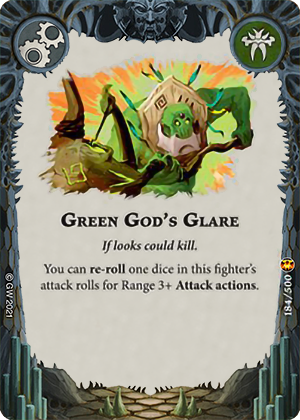 GREEN GOD'S GLARE
If looks could kill.
You can re-roll one dice in this fighter's
attack rolls for Range 3+ Attack actions.
© GW 2021
184/500